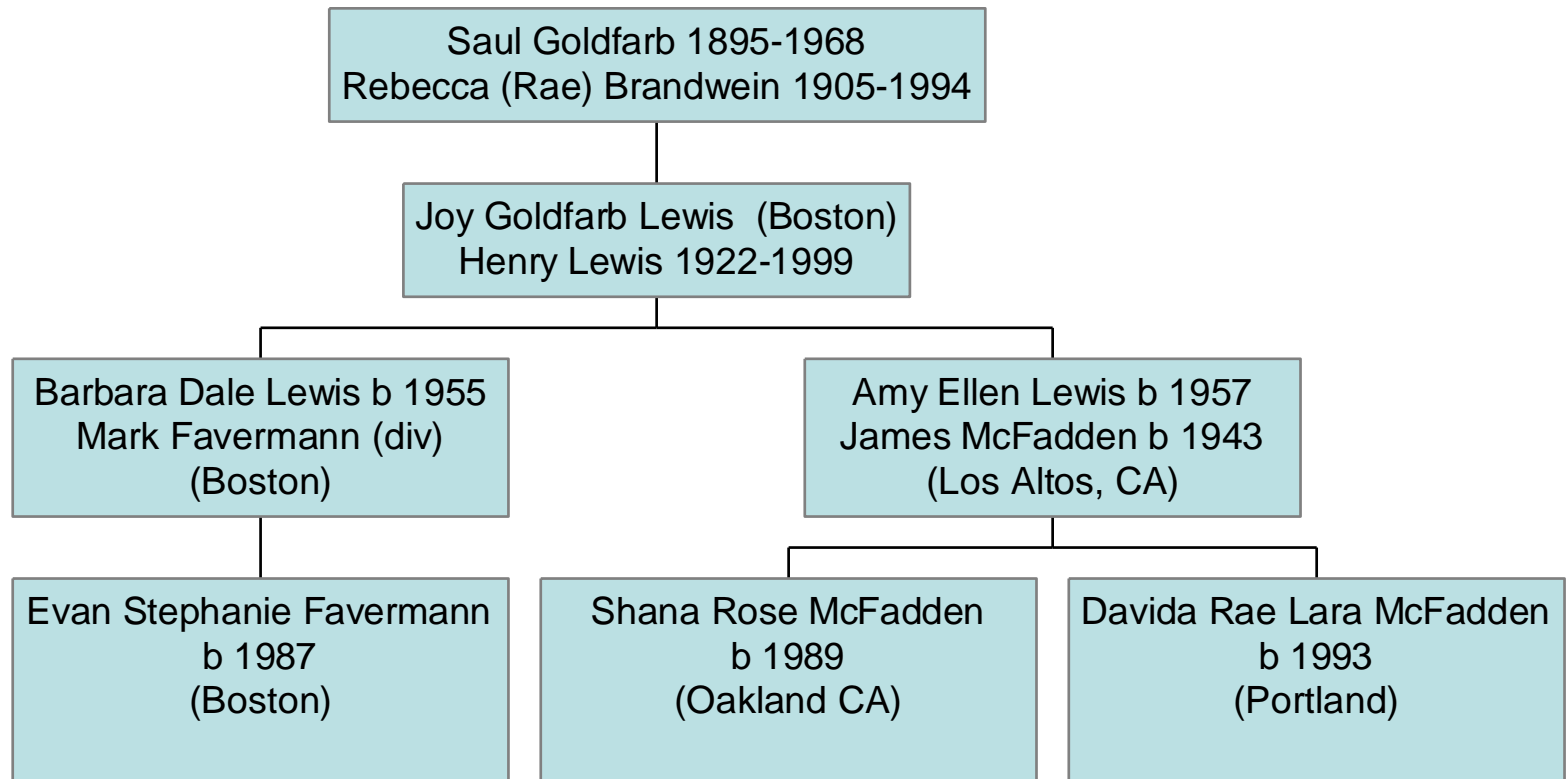 Saul Goldfarb 1895-1968
Rebecca (Rae) Brandwein 1905-1994
Joy Goldfarb Lewis  (Boston)
Henry Lewis 1922-1999
Barbara Dale Lewis b 1955
Mark Favermann (div)
(Boston)
Amy Ellen Lewis b 1957
James McFadden b 1943
(Los Altos, CA)
Evan Stephanie Favermann
b 1987
(Boston)
Shana Rose McFadden
b 1989
(Oakland CA)
Davida Rae Lara McFadden
b 1993
(Portland)